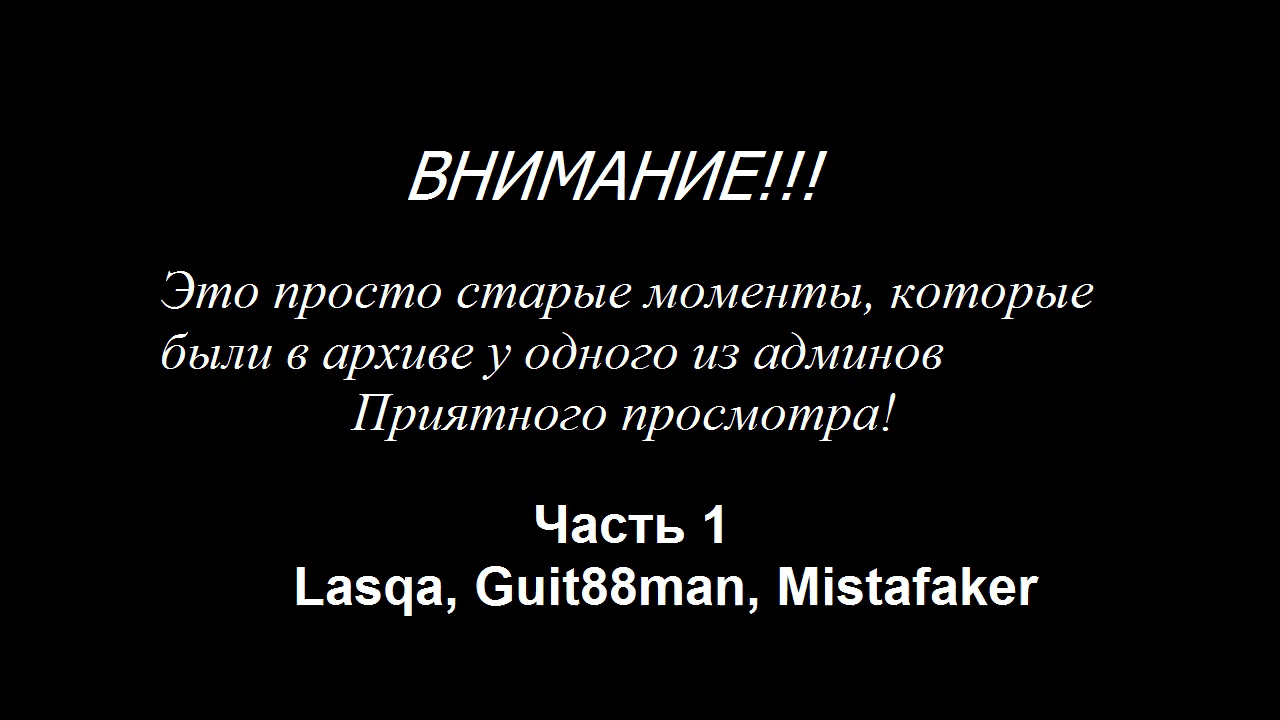 ВНИМАНИЕ!!!
Это просто старые моменты, которые
были в архиве у одного из админов
Приятного просмотра!
Часть 1
Lasqa, Guit88man, Mistafaker